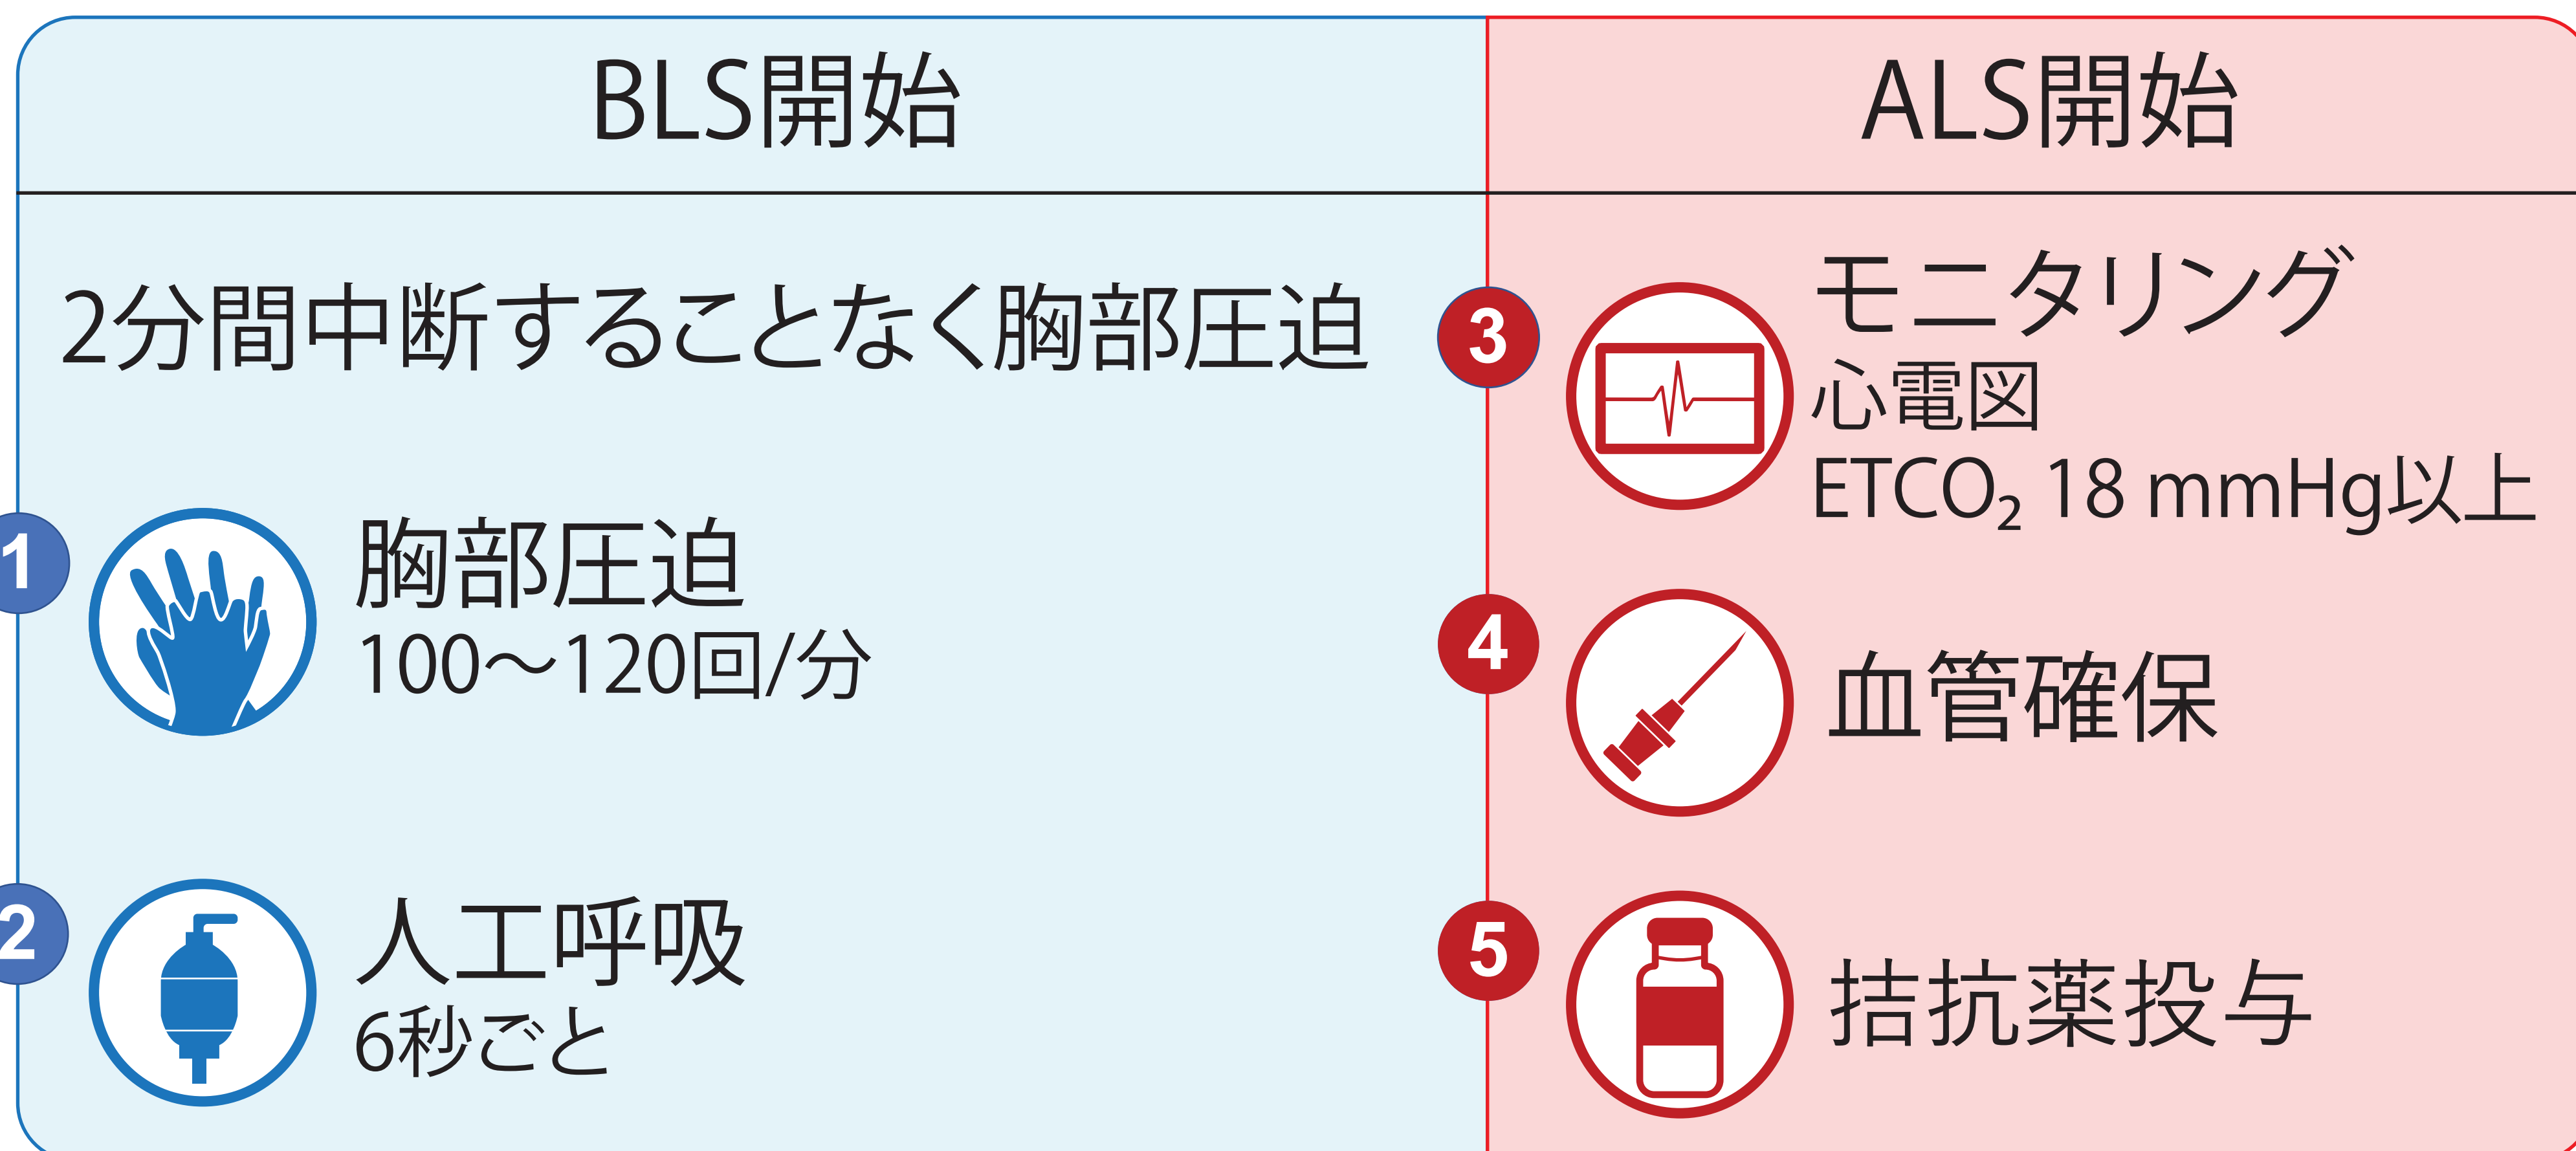 BLS開始
2分間中断することなく胸部圧迫
1
胸部圧迫
100～120回/分
2
人工呼吸
6秒ごと
ALS開始
3
モニタリング
心電図
ETCO₂ 18 mmHg以上
4
血管確保
5
拮抗薬投与